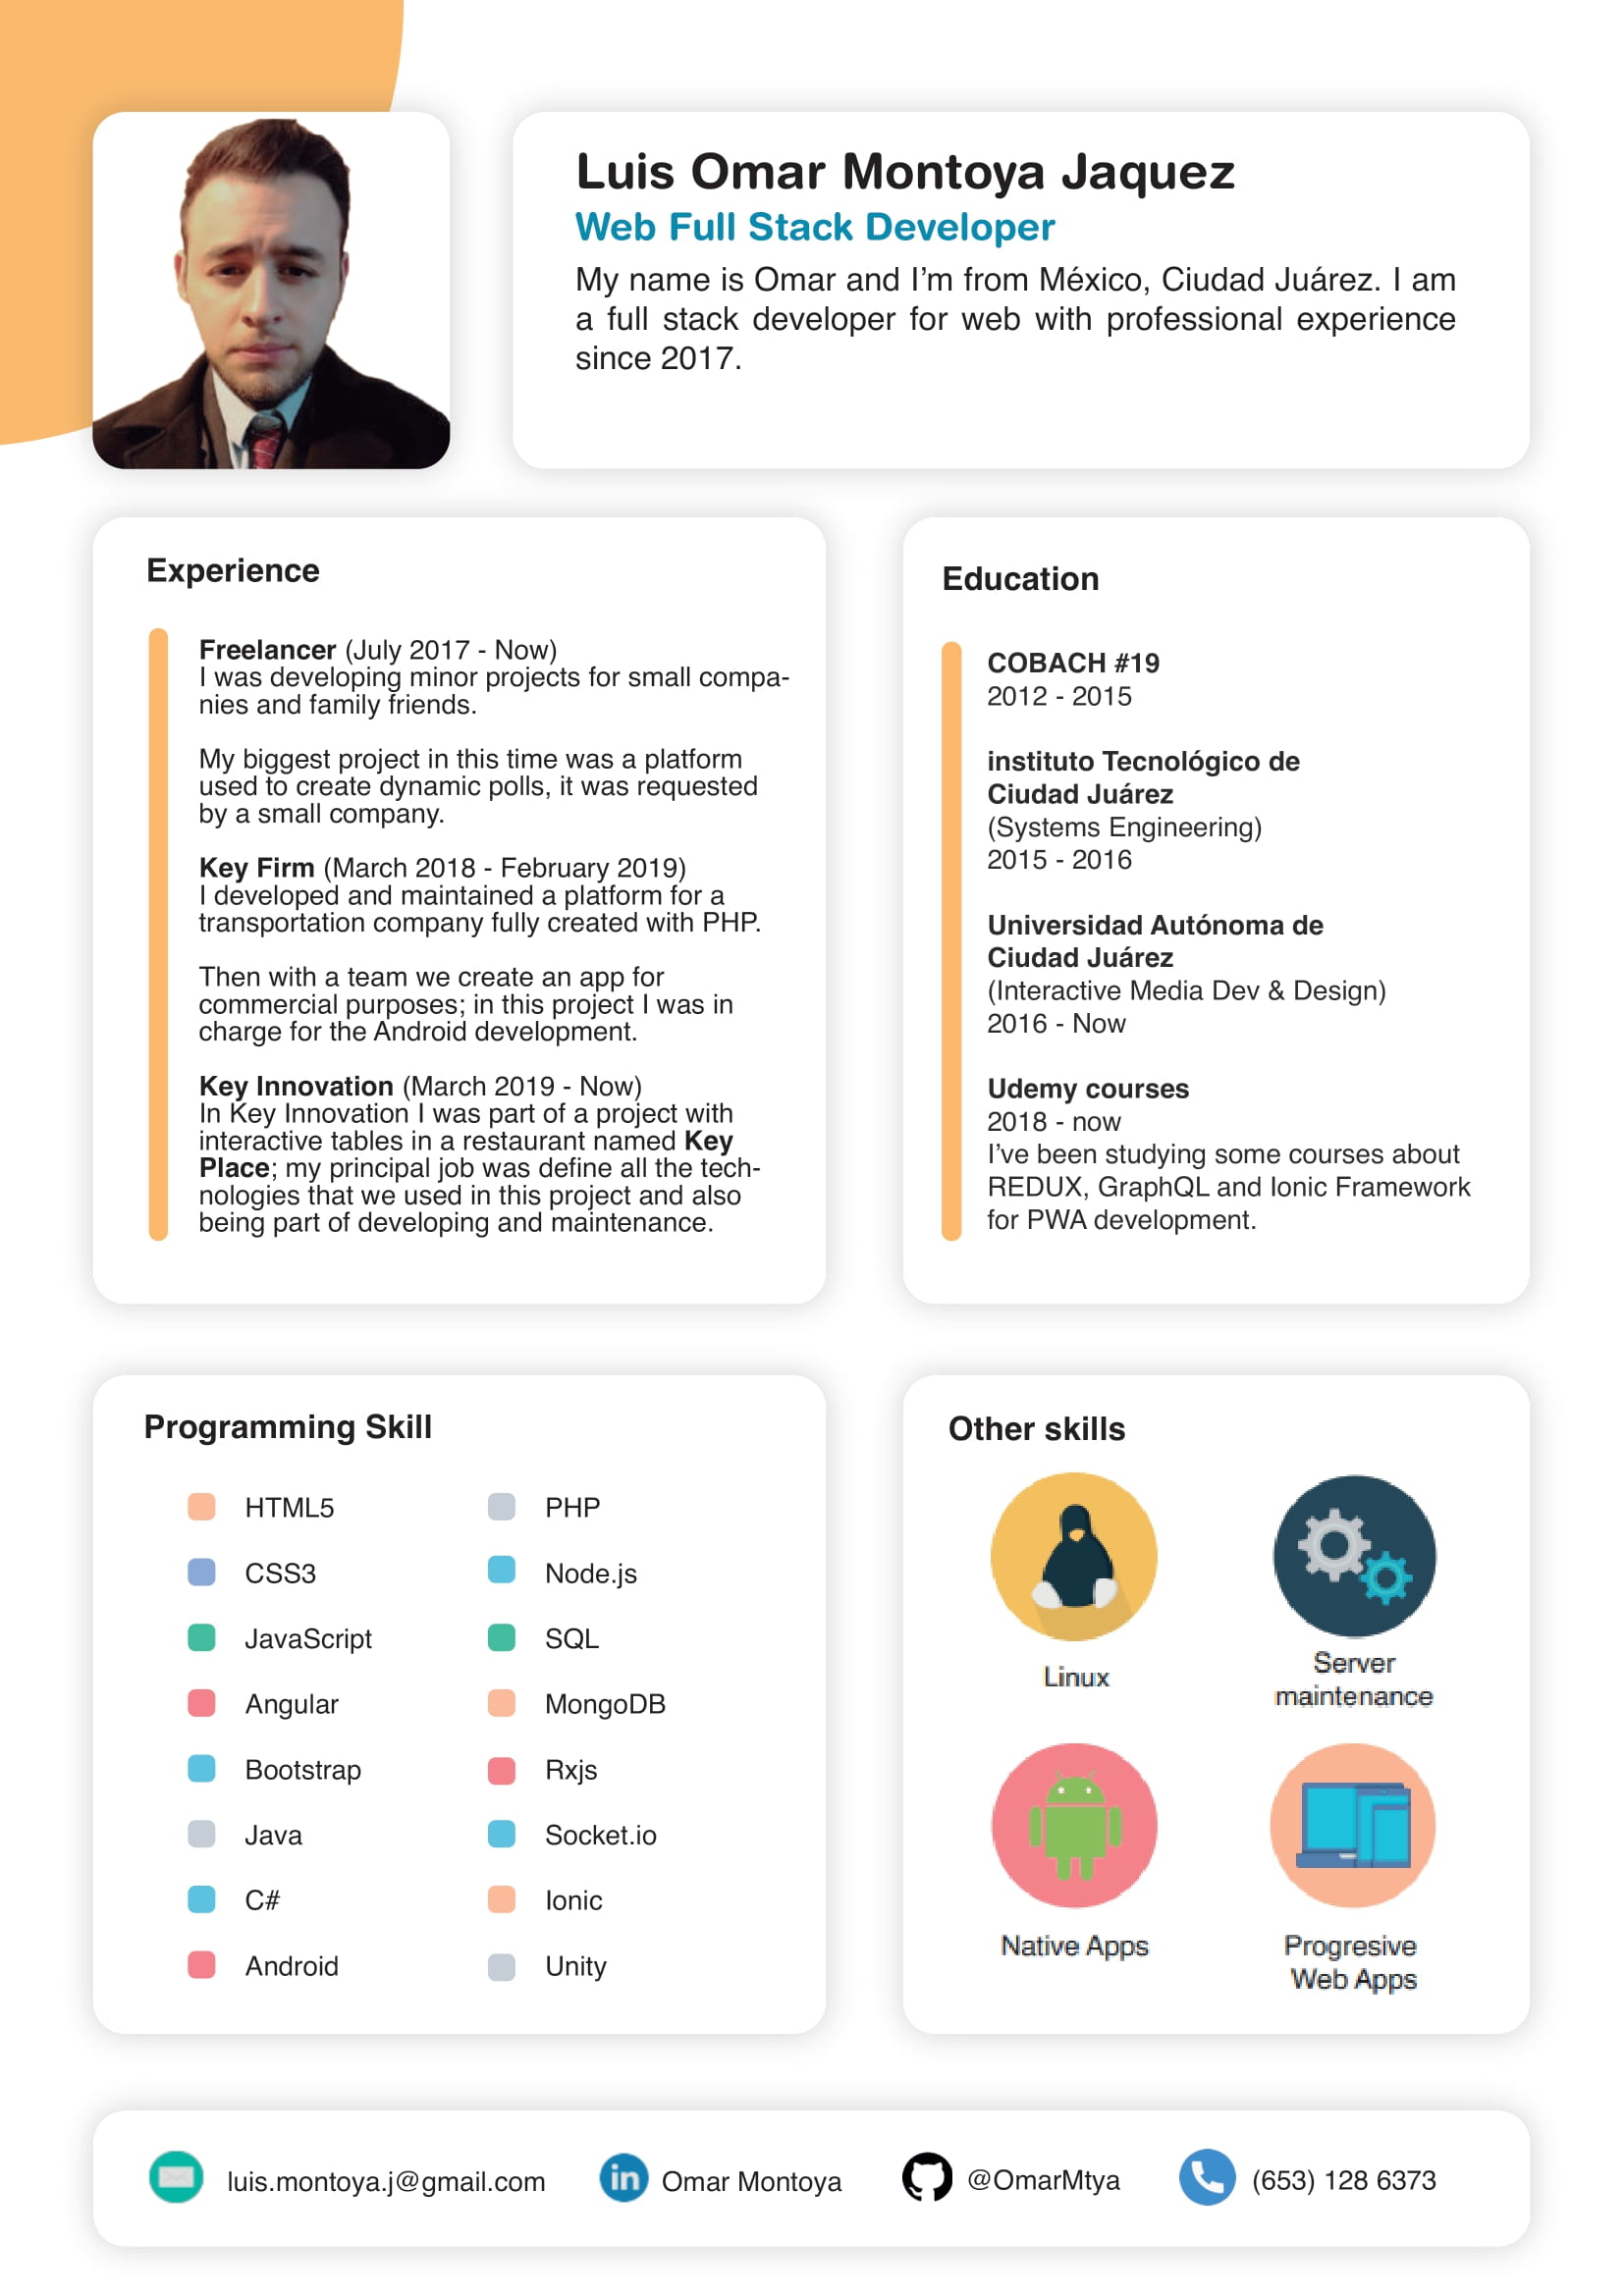 Luis Omar Montoya Jaquez
Web Full Stack Developer
My name is Omar and I’m from México, Ciudad Juárez. I am
a full stack developer for web with professional experience
since 2017.
Experience
Freelancer (July 2017 - Now)
I was developing minor projects for small compa-
nies and family friends.
My biggest project in this time was a platform
used to create dynamic polls, it was requested
by a small company.
Key Firm (March 2018 - February 2019)
I developed and maintained a platform for a
transportation company fully created with PHP.
Then with a team we create an app for
commercial purposes; in this project I was in
charge for the Android development.
Key Innovation (March 2019 - Now)
In Key Innovation I was part of a project with
interactive tables in a restaurant named Key
Place; my principal job was define all the tech-
nologies that we used in this project and also
being part of developing and maintenance.
Education
COBACH #19
2012 - 2015
instituto Tecnológico de
Ciudad Juárez
(Systems Engineering)
2015 - 2016
Universidad Autónoma de
Ciudad Juárez
(Interactive Media Dev & Design)
2016 - Now
Udemy courses
2018 - now
I’ve been studying some courses about
REDUX, GraphQL and Ionic Framework
for PWA development.
Programming Skill
HTML5
CSS3
JavaScript
Angular
Bootstrap
Java
C#
Android
PHP
Node.js
SQL
MongoDB
Rxjs
Socket.io
Ionic
Unity
Other skills
Linux
Server
maintenance
Native Apps
Progresive
Web Apps
luis.montoya.j@gmail.com
in Omar Montoya
@OmarMtya
(653) 128 6373